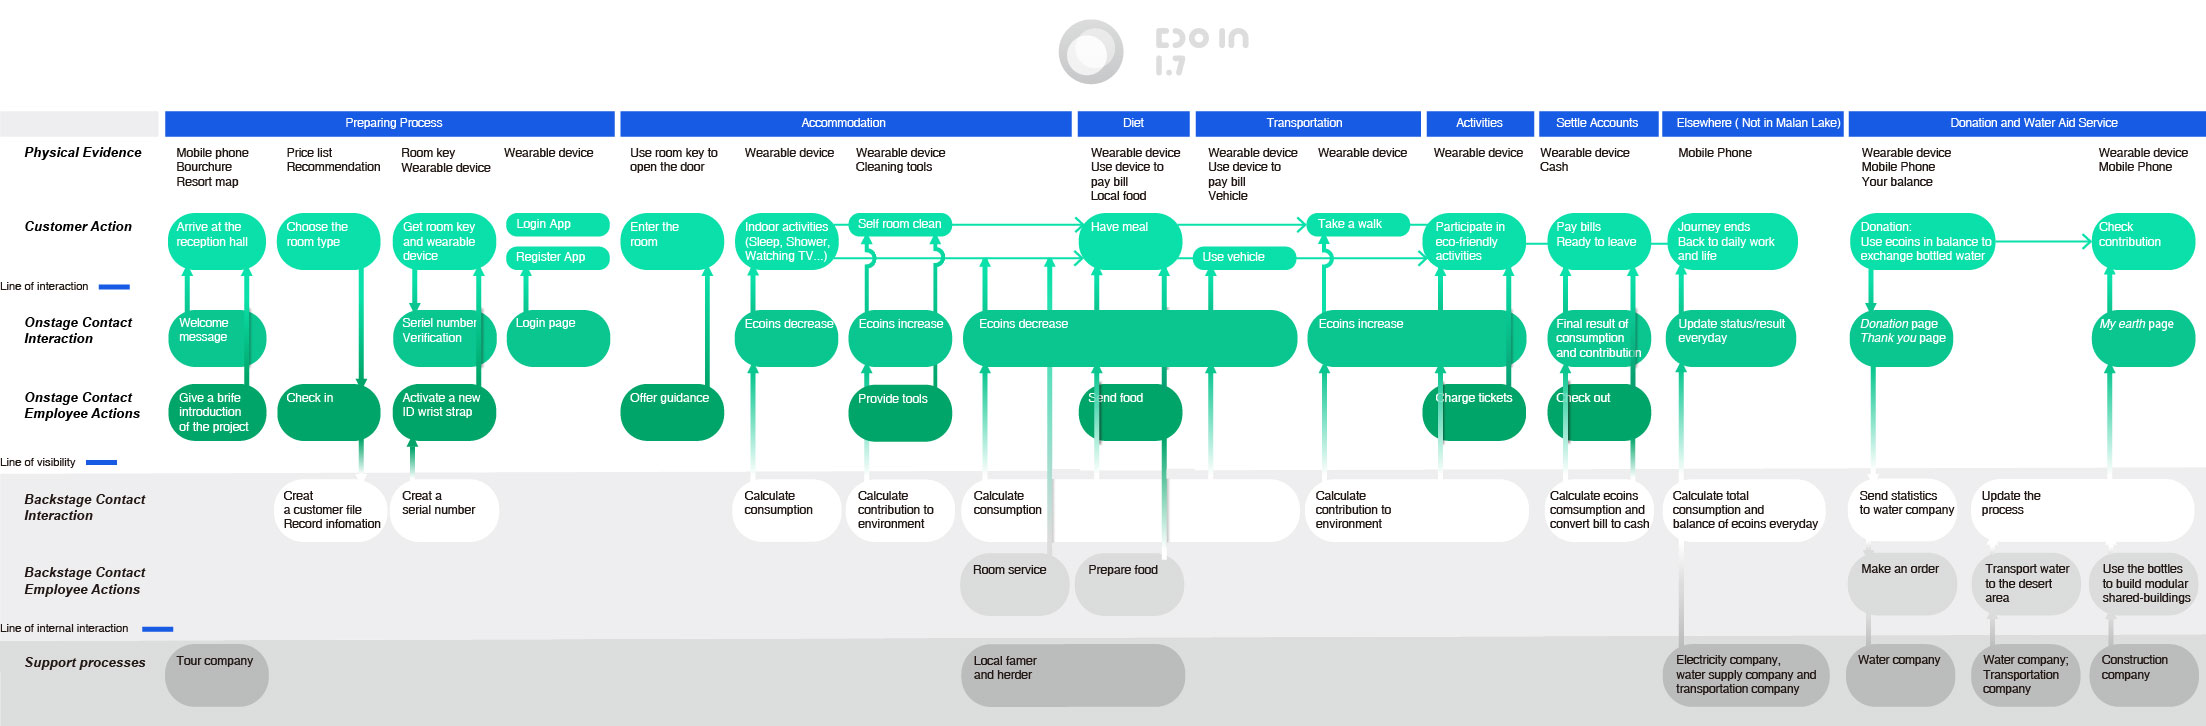 1.7
Preparing Process
Accommodation
Diet
Transportation
Activities
Settle Accounts
Elsewhere ( Not in Malan Lake)
Donation and Water Aid Service
Physical Evidence
Mobile phone
Bourchure
Resort map
Price list
Recommendation
Room key
Wearable device
Wearable device
Use room key to
open the door
Wearable device
Wearable device
Cleaning tools
Wearable device
Use device to
pay bill
Local food
Wearable device
Use device to
pay bill
Vehicle
Wearable device
Wearable device
Wearable device
Cash
Mobile Phone
Wearable device
Mobile Phone
Your balance
Wearable device
Mobile Phone
Customer Action
Arrive at the
reception hall
Choose the
room type
Get room key
and wearable
device
Login App
Register App
Enter the
room
Indoor activities
(Sleep, Shower,
Watching TV...)
Self room clean
Have meal
Use vehicle
Take a walk
Participate in
eco-friendly
activities
Pay bills
Ready to leave
Journey ends
Back to daily work
and life
Donation:
Use ecoins in balance to
exchange bottled water
Check
contribution
Line of interaction
Onstage Contact
Interaction
Welcome
message
Seriel number
Verification
Login page
Ecoins decrease
Ecoins increase
Ecoins decrease
Ecoins increase
Final result of
consumption
and contribution
Update status/result
everyday
Donation page
Thank you page
My earth page
Onstage Contact
Employee Actions
Give a brife
introduction
of the project
Check in
Activate a new
ID wrist strap
Offer guidance
Provide tools
Send food
Charge tickets
Check out
Line of visibility
Backstage Contact
Interaction
Creat
a customer file
Record infomation
Creat a
serial number
Calculate
consumption
Calculate
contribution to
environment
Calculate
consumption
Calculate
contribution to
environment
Calculate ecoins
comsumption and
convert bill to cash
Calculate total
consumption and
balance of ecoins everyday
Send statistics
to water company
Update the
process
Backstage Contact
Employee Actions
Room service
Prepare food
Make an order
Transport water
to the desert
area
Use the bottles
to build modular
shared-buildings
Line of internal interaction
Support processes
Tour company
Local famer
and herder
Electricity company,
water supply company and
transportation company
Water company
Water company;
Transportation
company
Construction
company